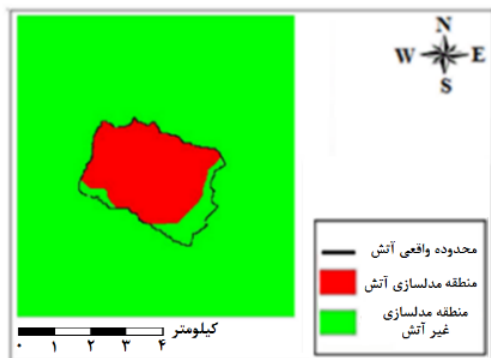 N
W E
S
محدوده واقعی آتش
منطقه مدلسازی آتش
منطقه مدلسازی
غیر آتش
کیلومتر
۰ ۱ ۲ ۳ ۴